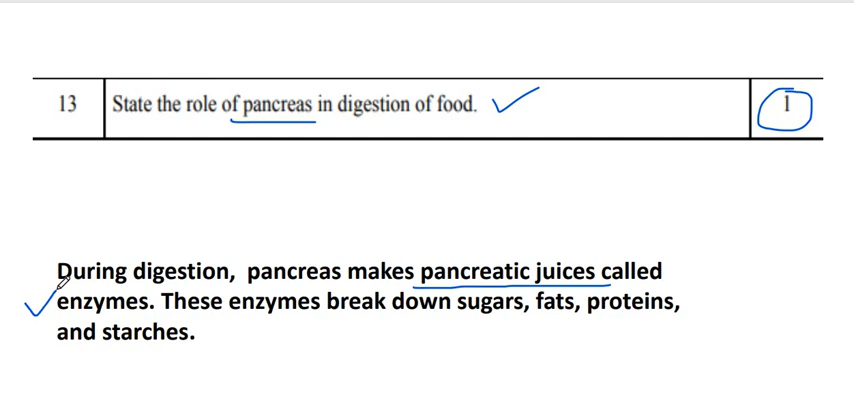 13 State the role of pancreas in digestion of food. 1
During digestion, pancreas makes pancreatic juices called
enzymes. These enzymes break down sugars, fats, proteins,
and starches.